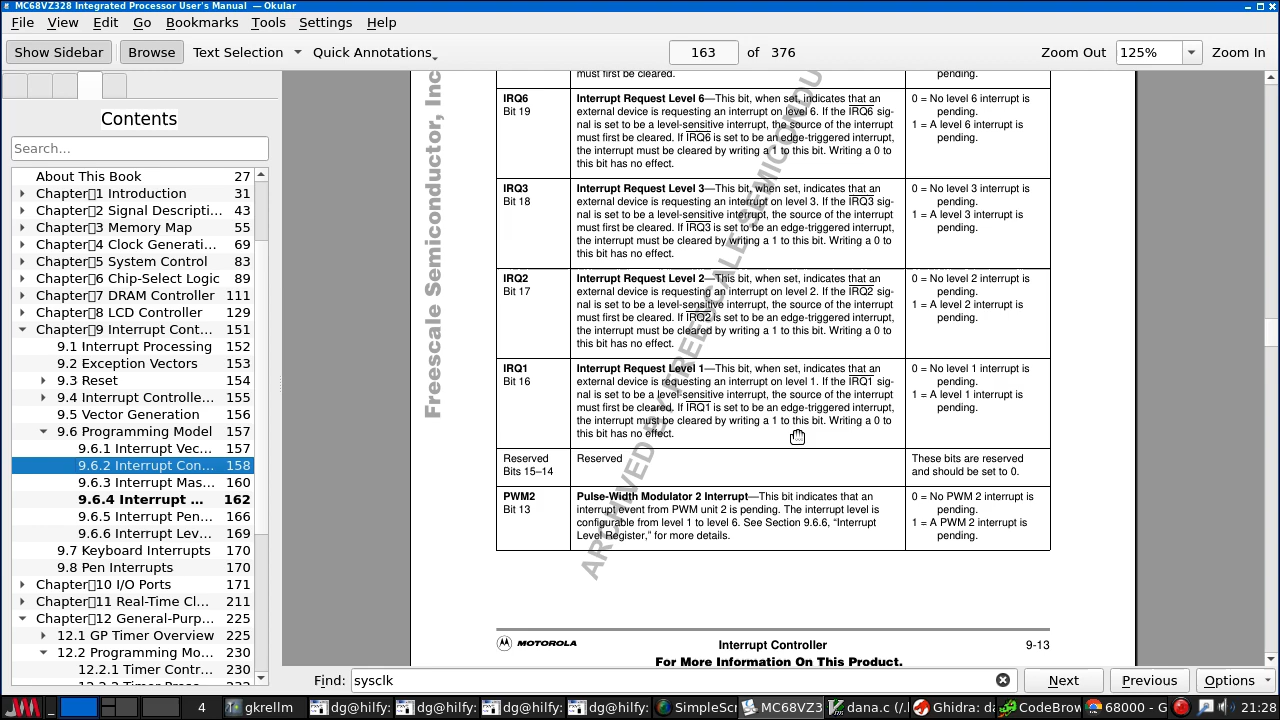 MC68VZ328 Integrated Processor User's Manual — Okular
File View Edit Go Bookmarks Tools Settings Help
Show Sidebar Browse Text Selection Quick Annotations 163 of 376 Zoom Out 125% Zoom In
Contents
Search...
About This Book 27
Chapter 1 Introduction 31
Chapter 2 Signal Descripti... 43
Chapter 3 Memory Map 55
Chapter 4 Clock Generati... 69
Chapter 5 System Control 83
Chapter 6 Chip-Select Logic 89
Chapter 7 DRAM Controller 111
Chapter 8 LCD Controller 129
Chapter 9 Interrupt Cont... 151
9.1 Interrupt Processing 152
9.2 Exception Vectors 153
9.3 Reset 154
9.4 Interrupt Controlle... 155
9.5 Vector Generation 156
9.6 Programming Model 157
9.6.1 Interrupt Vec... 157
9.6.2 Interrupt Con... 158
9.6.3 Interrupt Mas... 160
9.6.4 Interrupt ... 162
9.6.5 Interrupt Pen... 166
9.6.6 Interrupt Lev... 169
9.7 Keyboard Interrupts 170
9.8 Pen Interrupts 170
Chapter 10 I/O Ports 171
Chapter 11 Real-Time Cl... 211
Chapter 12 General-Purp... 225
12.1 GP Timer Overview 225
12.2 Programming Mo... 230
12.2.1 Timer Contr... 230
Freescale Semiconductor, Inc
ARCHIVED BY FREESCALE SEMICONDU
must first be cleared.
pending.
IRQ6
Bit 19
Interrupt Request Level 6—This bit, when set, indicates that an
external device is requesting an interrupt on level 6. If the IRQ6 sig-
nal is set to be a level-sensitive interrupt, the source of the interrupt
must first be cleared. If IRQ6 is set to be an edge-triggered interrupt,
the interrupt must be cleared by writing a 1 to this bit. Writing a 0 to
this bit has no effect.
0 = No level 6 interrupt is
pending.
1 = A level 6 interrupt is
pending.
IRQ3
Bit 18
Interrupt Request Level 3—This bit, when set, indicates that an
external device is requesting an interrupt on level 3. If the IRQ3 sig-
nal is set to be a level-sensitive interrupt, the source of the interrupt
must first be cleared. If IRQ3 is set to be an edge-triggered interrupt,
the interrupt must be cleared by writing a 1 to this bit. Writing a 0 to
this bit has no effect.
0 = No level 3 interrupt is
pending.
1 = A level 3 interrupt is
pending.
IRQ2
Bit 17
Interrupt Request Level 2—This bit, when set, indicates that an
external device is requesting an interrupt on level 2. If the IRQ2 sig-
nal is set to be a level-sensitive interrupt, the source of the interrupt
must first be cleared. If IRQ2 is set to be an edge-triggered interrupt,
the interrupt must be cleared by writing a 1 to this bit. Writing a 0 to
this bit has no effect.
0 = No level 2 interrupt is
pending.
1 = A level 2 interrupt is
pending.
IRQ1
Bit 16
Interrupt Request Level 1—This bit, when set, indicates that an
external device is requesting an interrupt on level 1. If the IRQ1 sig-
nal is set to be a level-sensitive interrupt, the source of the interrupt
must first be cleared. If IRQ1 is set to be an edge-triggered interrupt,
the interrupt must be cleared by writing a 1 to this bit. Writing a 0 to
this bit has no effect.
0 = No level 1 interrupt is
pending.
1 = A level 1 interrupt is
pending.
Reserved
Bits 15–14
Reserved
These bits are reserved
and should be set to 0.
PWM2
Bit 13
Pulse-Width Modulator 2 Interrupt—This bit indicates that an
interrupt event from PWM unit 2 is pending. The interrupt level is
configurable from level 1 to level 6. See Section 9.6.6, “Interrupt
Level Register,” for more details.
0 = No PWM 2 interrupt is
pending.
1 = A PWM 2 interrupt is
pending.
MOTOROLA Interrupt Controller 9-13
For More Information On This Product.
Find: sysclk Next Previous Options
4 gkrellm dg@hilfy: dg@hilfy: dg@hilfy: dg@hilfy: SimpleScr MC68VZ3 dana.c (/. Ghidra: da CodeBrow 68000 - G 21:28